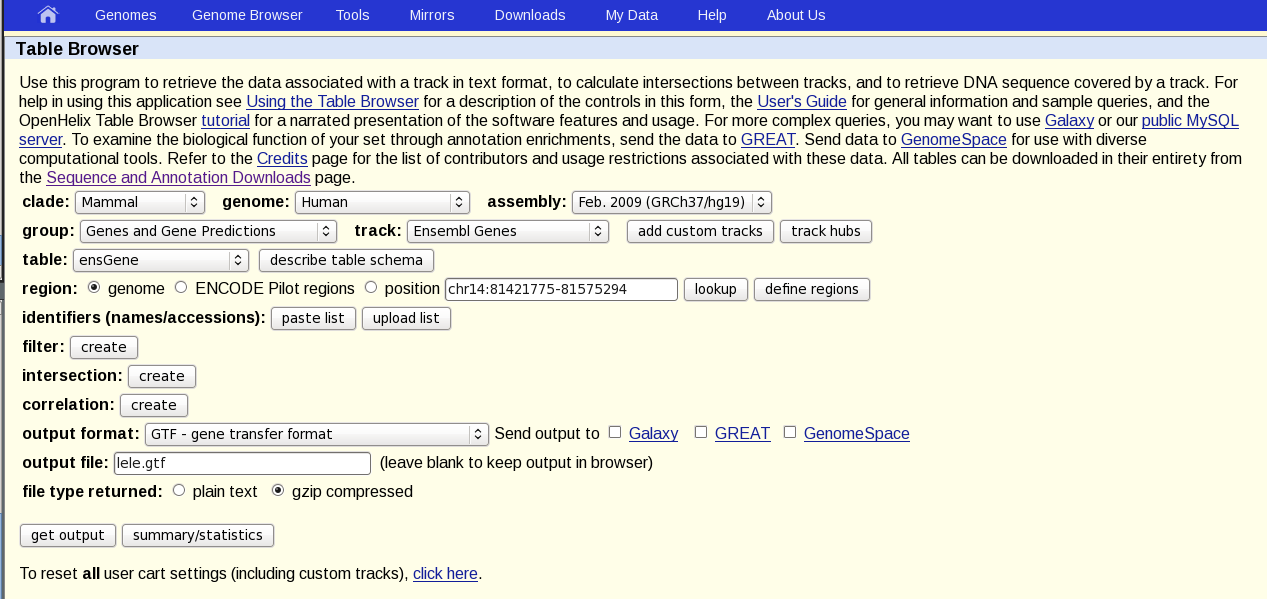 Genomes Genome Browser Tools Mirrors Downloads My Data Help About Us
Table Browser
Use this program to retrieve the data associated with a track in text format, to calculate intersections between tracks, and to retrieve DNA sequence covered by a track. For
help in using this application see Using the Table Browser for a description of the controls in this form, the User's Guide for general information and sample queries, and the
OpenHelix Table Browser tutorial for a narrated presentation of the software features and usage. For more complex queries, you may want to use Galaxy or our public MySQL
server. To examine the biological function of your set through annotation enrichments, send the data to GREAT. Send data to GenomeSpace for use with diverse
computational tools. Refer to the Credits page for the list of contributors and usage restrictions associated with these data. All tables can be downloaded in their entirety from
the Sequence and Annotation Downloads page.
clade: Mammal genome: Human assembly: Feb. 2009 (GRCh37/hg19)
group: Genes and Gene Predictions track: Ensembl Genes add custom tracks track hubs
table: ensGene describe table schema
region: genome ENCODE Pilot regions position chr14:81421775-81575294 lookup define regions
identifiers (names/accessions): paste list upload list
filter: create
intersection: create
correlation: create
output format: GTF - gene transfer format Send output to Galaxy GREAT GenomeSpace
output file: lele.gtf (leave blank to keep output in browser)
file type returned: plain text gzip compressed
get output summary/statistics
To reset all user cart settings (including custom tracks), click here.